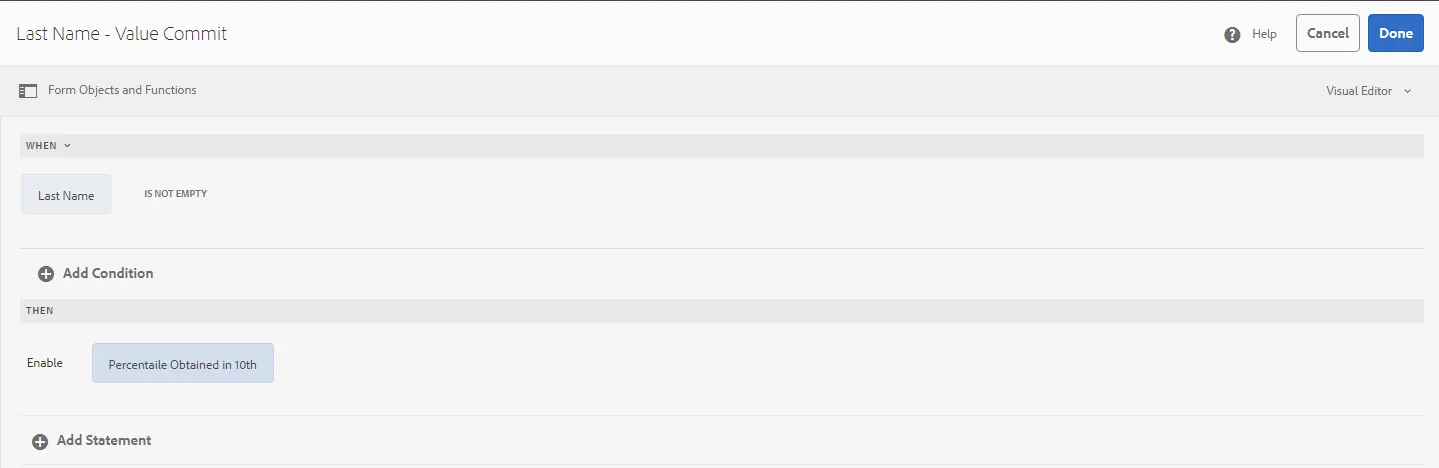 Last Name - Value Commit
Help
Cancel
Done
Form Objects and Functions
Visual Editor
WHEN
Last Name
IS NOT EMPTY
Add Condition
THEN
Enable
Percentaile Obtained in 10th
Add Statement